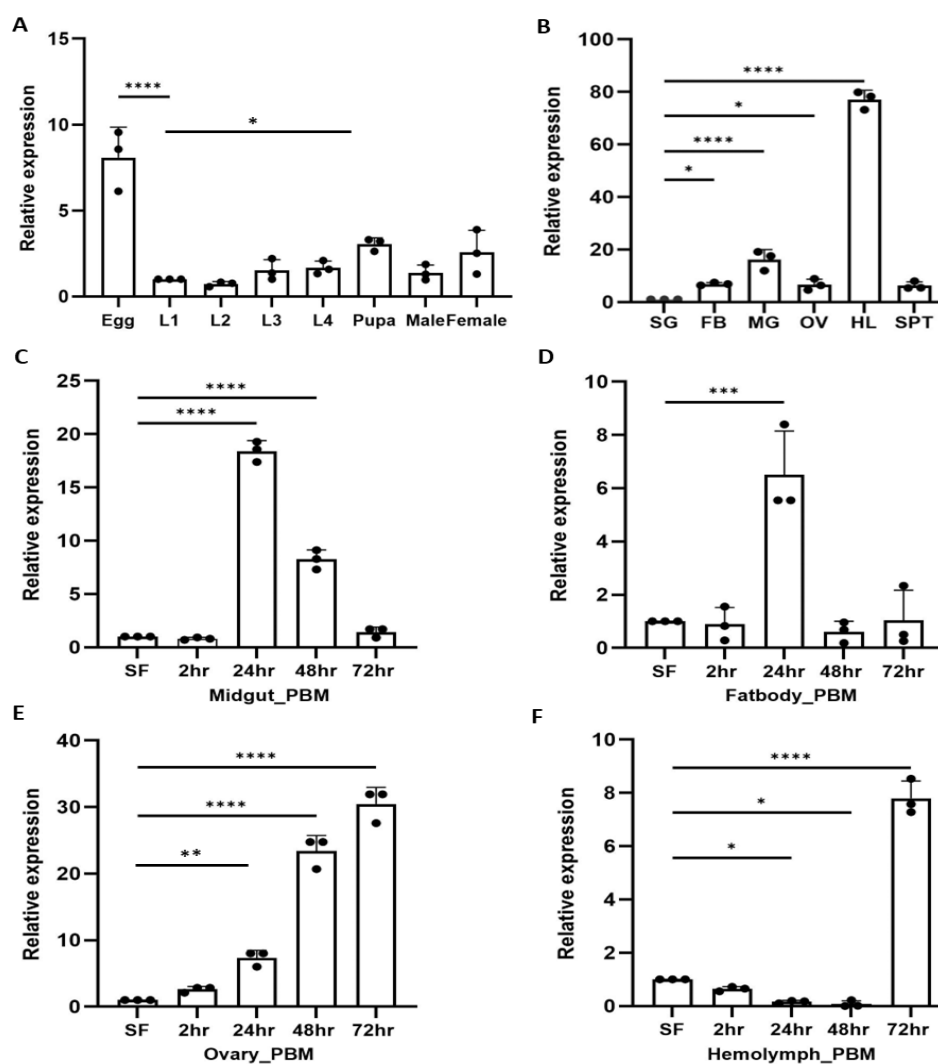 A
Relative expression
15
10
5
0
****
*
Egg L1 L2 L3 L4 Pupa Male Female
B
Relative expression
100
80
60
40
20
0
****
*
****
*
SG FB MG OV HL SPT
C
Relative expression
25
20
15
10
5
0
****
****
SF 2hr 24hr 48hr 72hr
Midgut_PBM
D
Relative expression
10
8
6
4
2
0
***
SF 2hr 24hr 48hr 72hr
Fatbody_PBM
E
Relative expression
40
30
20
10
0
****
****
**
SF 2hr 24hr 48hr 72hr
Ovary_PBM
F
Relative expression
10
8
6
4
2
0
****
*
*
SF 2hr 24hr 48hr 72hr
Hemolymph_PBM